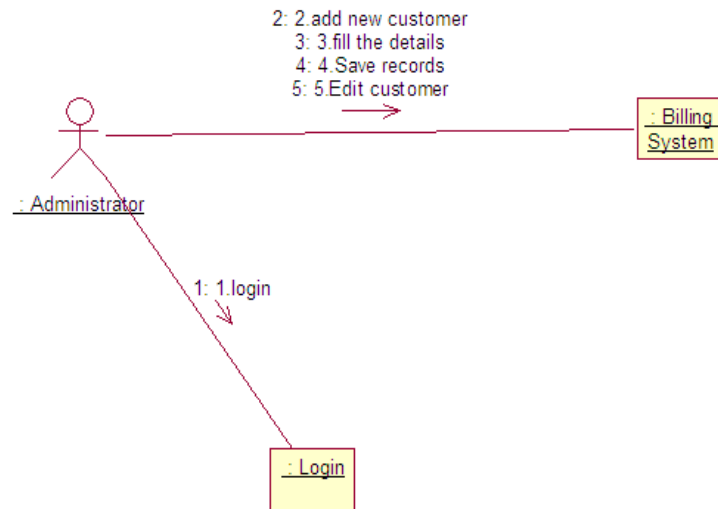 2: 2.add new customer
3: 3.fill the details
4: 4.Save records
5: 5.Edit customer
: Billing
System
: Administrator
1: 1.login
: Login